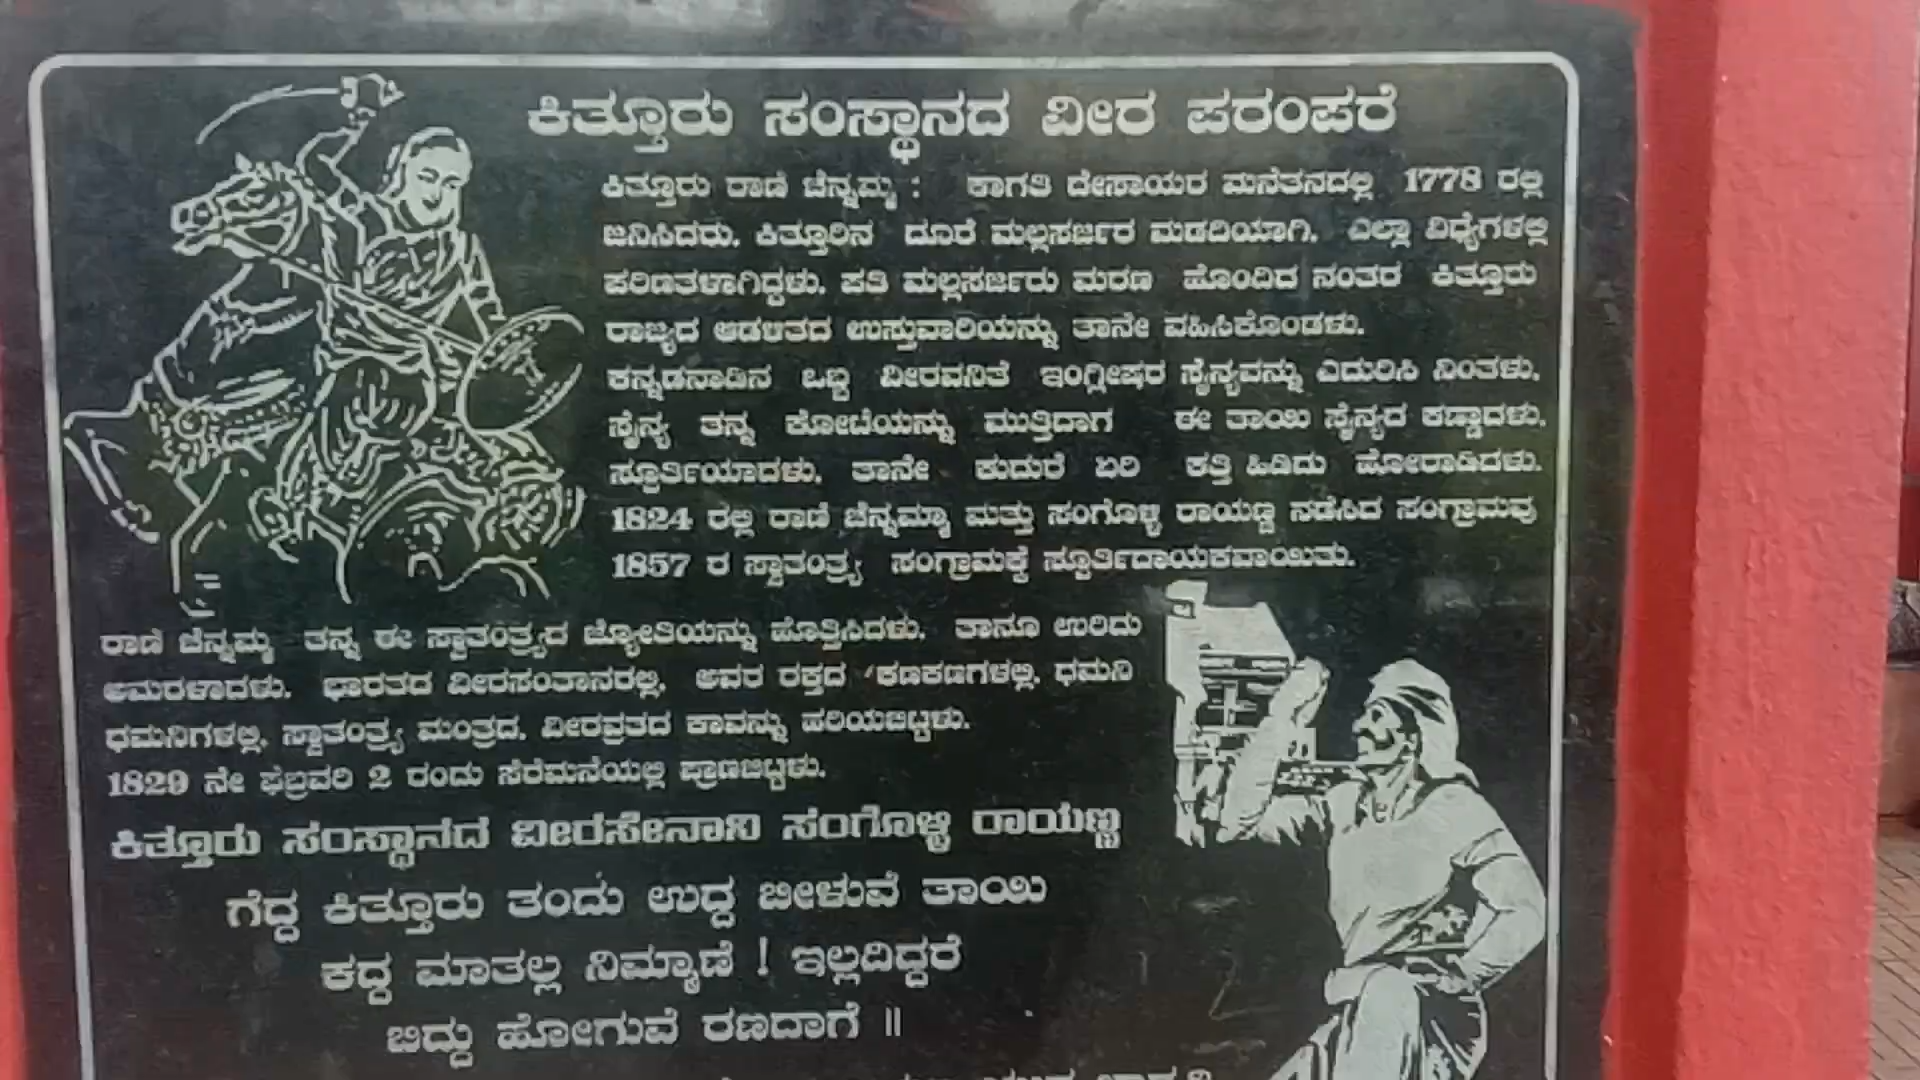 ಕಿತ್ತೂರು ಸಂಸ್ಥಾನದ ವೀರ ಪರಂಪರೆ
ಕಿತ್ತೂರು ರಾಣಿ ಚೆನ್ನಮ್ಮ : ಕಾಗತಿ ದೇಸಾಯರ ಮನೆತನದಲ್ಲಿ 1778 ರಲ್ಲಿ
ಜನಿಸಿದರು. ಕಿತ್ತೂರಿನ ದೂರೆ ಮಲ್ಲಸರ್ಜರ ಮಡದಿಯಾಗಿ. ಎಲ್ಲಾ ವಿಧ್ಯೆಗಳಲ್ಲಿ
ಪರಿಣತಳಾಗಿದ್ದಳು. ಪತಿ ಮಲ್ಲಸರ್ಜರು ಮರಣ ಹೊಂದಿದ ನಂತರ ಕಿತ್ತೂರು
ರಾಜ್ಯದ ಆಡಳಿತದ ಉಸ್ತುವಾರಿಯನ್ನು ತಾನೇ ವಹಿಸಿಕೊಂಡಳು.
ಕನ್ನಡನಾಡಿನ ಒಬ್ಬ ವೀರವನಿತೆ ಇಂಗ್ಲೀಷರ ಸೈನ್ಯವನ್ನು ಎದುರಿಸಿ ನಿಂತಳು.
ಸೈನ್ಯ ತನ್ನ ಕೋಟೆಯನ್ನು ಮುತ್ತಿದಾಗ ಈ ತಾಯಿ ಸೈನ್ಯದ ಕಣ್ಣಾದಳು.
ಸ್ಪೂರ್ತಿಯಾದಳು. ತಾನೇ ಕುದುರೆ ಏರಿ ಕತ್ತಿ ಹಿಡಿದು ಹೋರಾಡಿದಳು.
1824 ರಲ್ಲಿ ರಾಣಿ ಚೆನ್ನಮ್ಮಾ ಮತ್ತು ಸಂಗೊಳ್ಳಿ ರಾಯಣ್ಣ ನಡೆಸಿದ ಸಂಗ್ರಾಮವು
1857 ರ ಸ್ವಾತಂತ್ರ್ಯ ಸಂಗ್ರಾಮಕ್ಕೆ ಸ್ಪೂರ್ತಿದಾಯಕವಾಯಿತು.
ರಾಣಿ ಚೆನ್ನಮ್ಮ ತನ್ನ ಈ ಸ್ವಾತಂತ್ರ್ಯದ ಜ್ಯೋತಿಯನ್ನು ಹೊತ್ತಿಸಿದಳು. ತಾನೂ ಉರಿದು
ಅಮರಳಾದಳು. ಭಾರತದ ವೀರಸಂತಾನರಲ್ಲಿ. ಅವರ ರಕ್ತದ 'ಕಣಕಣಗಳಲ್ಲಿ. ಧಮನಿ
ಧಮನಿಗಳಲ್ಲಿ. ಸ್ವಾತಂತ್ರ್ಯ ಮಂತ್ರದ. ವೀರವ್ರತದ ಕಾವನ್ನು ಹರಿಯಬಿಟ್ಟಳು.
1829 ನೇ ಫೆಬ್ರವರಿ 2 ರಂದು ಸೆರೆಮನೆಯಲ್ಲಿ ಪ್ರಾಣಬಿಟ್ಟಳು.
ಕಿತ್ತೂರು ಸಂಸ್ಥಾನದ ವೀರಸೇನಾನಿ ಸಂಗೊಳ್ಳಿ ರಾಯಣ್ಣ
ಗೆದ್ದ ಕಿತ್ತೂರು ತಂದು ಉದ್ದ ಬೀಳುವೆ ತಾಯಿ
ಕದ್ದ ಮಾತಲ್ಲ ನಿಮ್ಮಾಣೆ ! ಇಲ್ಲದಿದ್ದರೆ
ಬಿದ್ದು ಹೋಗುವೆ ರಣದಾಗೆ ॥